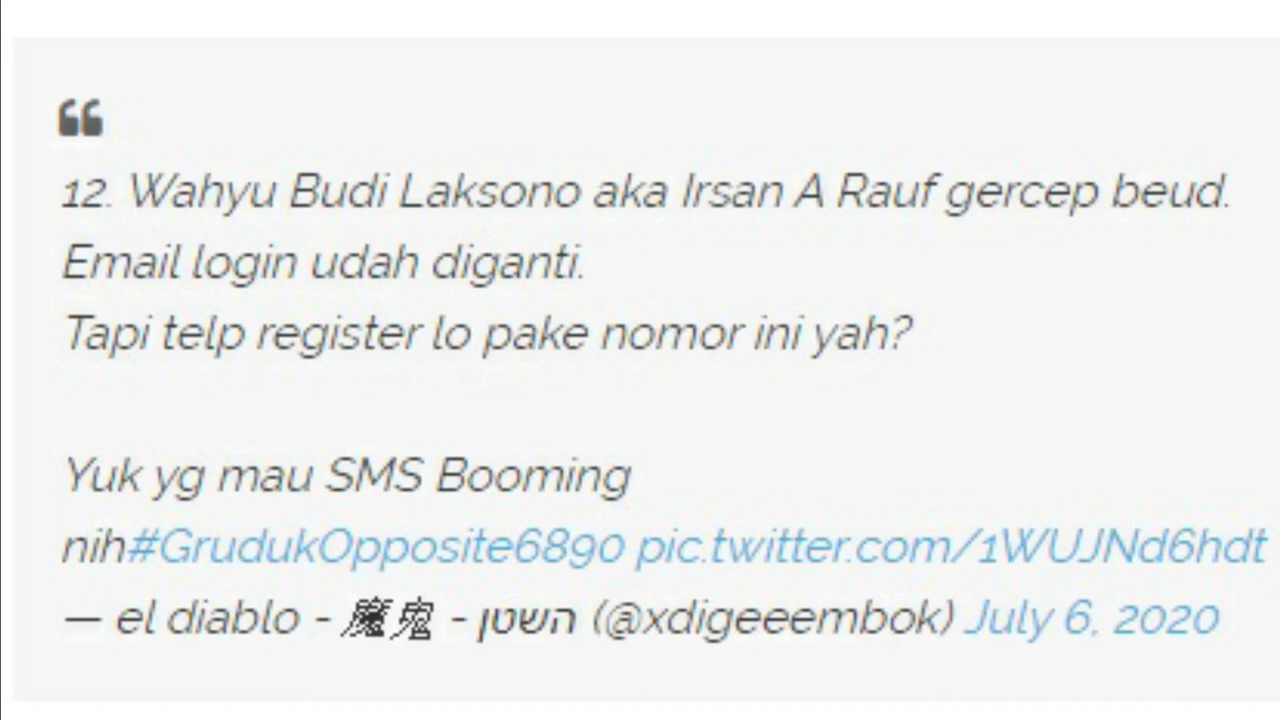 ❝
12. Wahyu Budi Laksono aka Irsan A Rauf gercep beud.
Email login udah diganti.
Tapi telp register lo pake nomor ini yah?
Yuk yg mau SMS Booming
nih#GrudukOpposite6890 pic.twitter.com/1WUJNd6hdt
— el diablo - 魔鬼 - השטן (@xdigeeembok) July 6, 2020